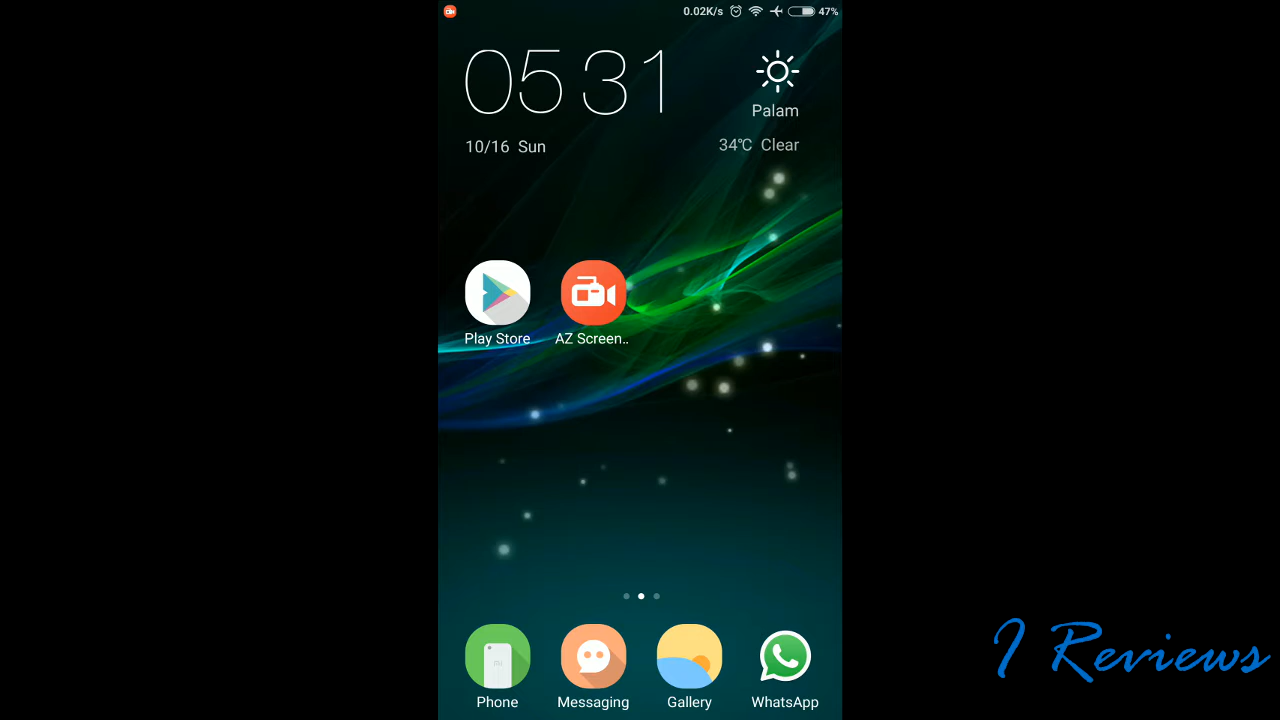 0.02K/s 47%
05 31
10/16 Sun
Palam
34℃ Clear
Play Store
AZ Screen..
mi
Phone
Messaging
Gallery
WhatsApp
I Reviews